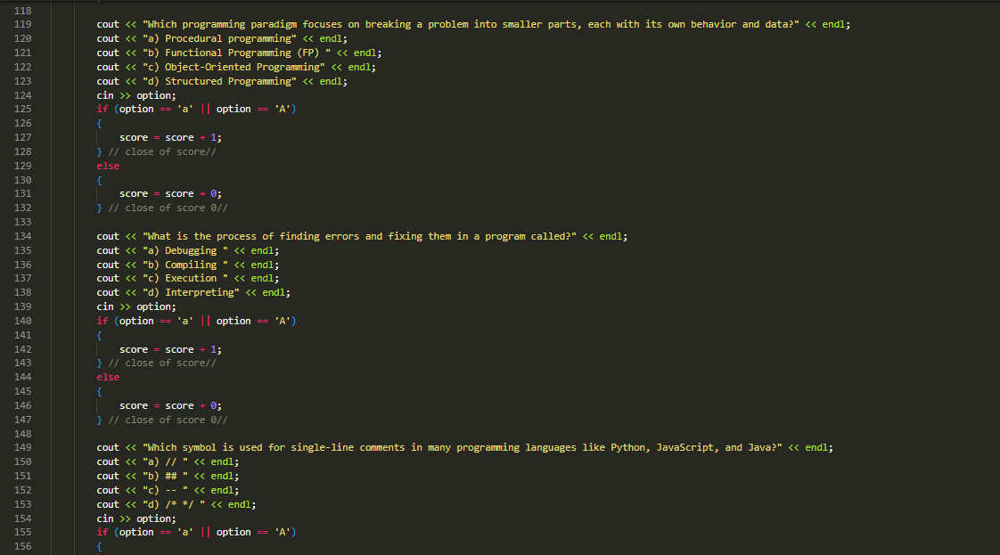 118
119 cout << "Which programming paradigm focuses on breaking a problem into smaller parts, each with its own behavior and data?" << endl;
120 cout << "a) Procedural programming" << endl;
121 cout << "b) Functional Programming (FP) " << endl;
122 cout << "c) Object-Oriented Programming" << endl;
123 cout << "d) Structured Programming" << endl;
124 cin >> option;
125 if (option == 'a' || option == 'A')
126 {
127 score = score + 1;
128 } // close of score//
129 else
130 {
131 score = score + 0;
132 } // close of score 0//
133
134 cout << "What is the process of finding errors and fixing them in a program called?" << endl;
135 cout << "a) Debugging " << endl;
136 cout << "b) Compiling " << endl;
137 cout << "c) Execution " << endl;
138 cout << "d) Interpreting" << endl;
139 cin >> option;
140 if (option == 'a' || option == 'A')
141 {
142 score = score + 1;
143 } // close of score//
144 else
145 {
146 score = score + 0;
147 } // close of score 0//
148
149 cout << "Which symbol is used for single-line comments in many programming languages like Python, JavaScript, and Java?" << endl;
150 cout << "a) // " << endl;
151 cout << "b) ## " << endl;
152 cout << "c) -- " << endl;
153 cout << "d) /* */ " << endl;
154 cin >> option;
155 if (option == 'a' || option == 'A')
156 {